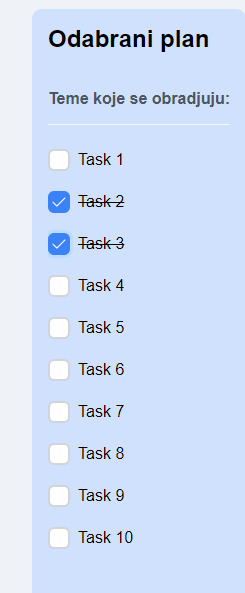 Odabrani plan
Teme koje se obradjuju:
Task 1
Task 2
Task 3
Task 4
Task 5
Task 6
Task 7
Task 8
Task 9
Task 10